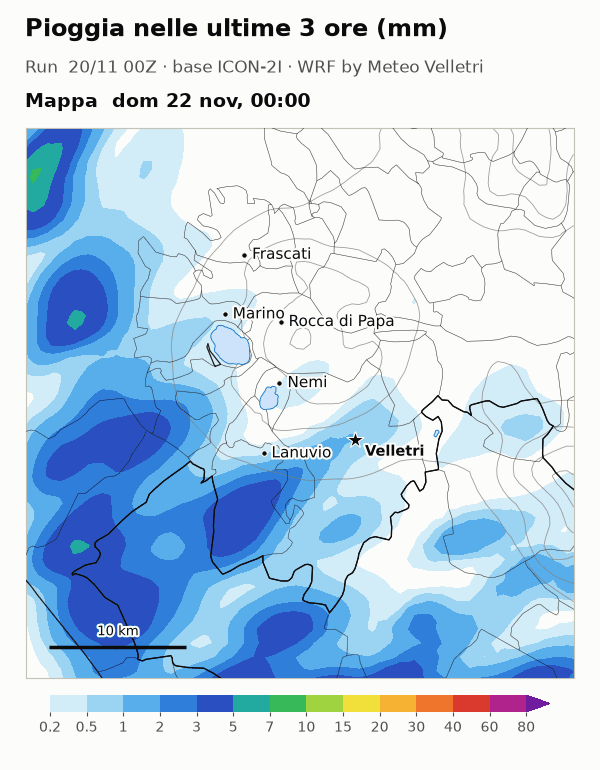 Pioggia nelle ultime 3 ore (mm)
Run  20/11 00Z · base ICON-2I · WRF by Meteo Velletri
Mappa  dom 22 nov, 00:00
Frascati
Marino
Rocca di Papa
Nemi
Velletri
Lanuvio
10 km
0.2 0.5 1 2 3 5 7 10 15 20 30 40 60 80